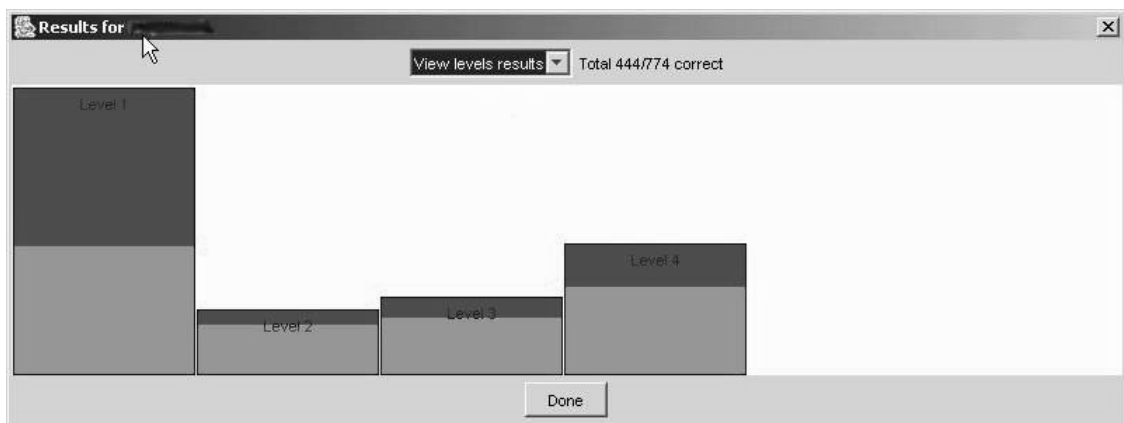 Results for
View levels results Total 444/774 correct
Level 1
Level 2
Level 3
Level 4
Done